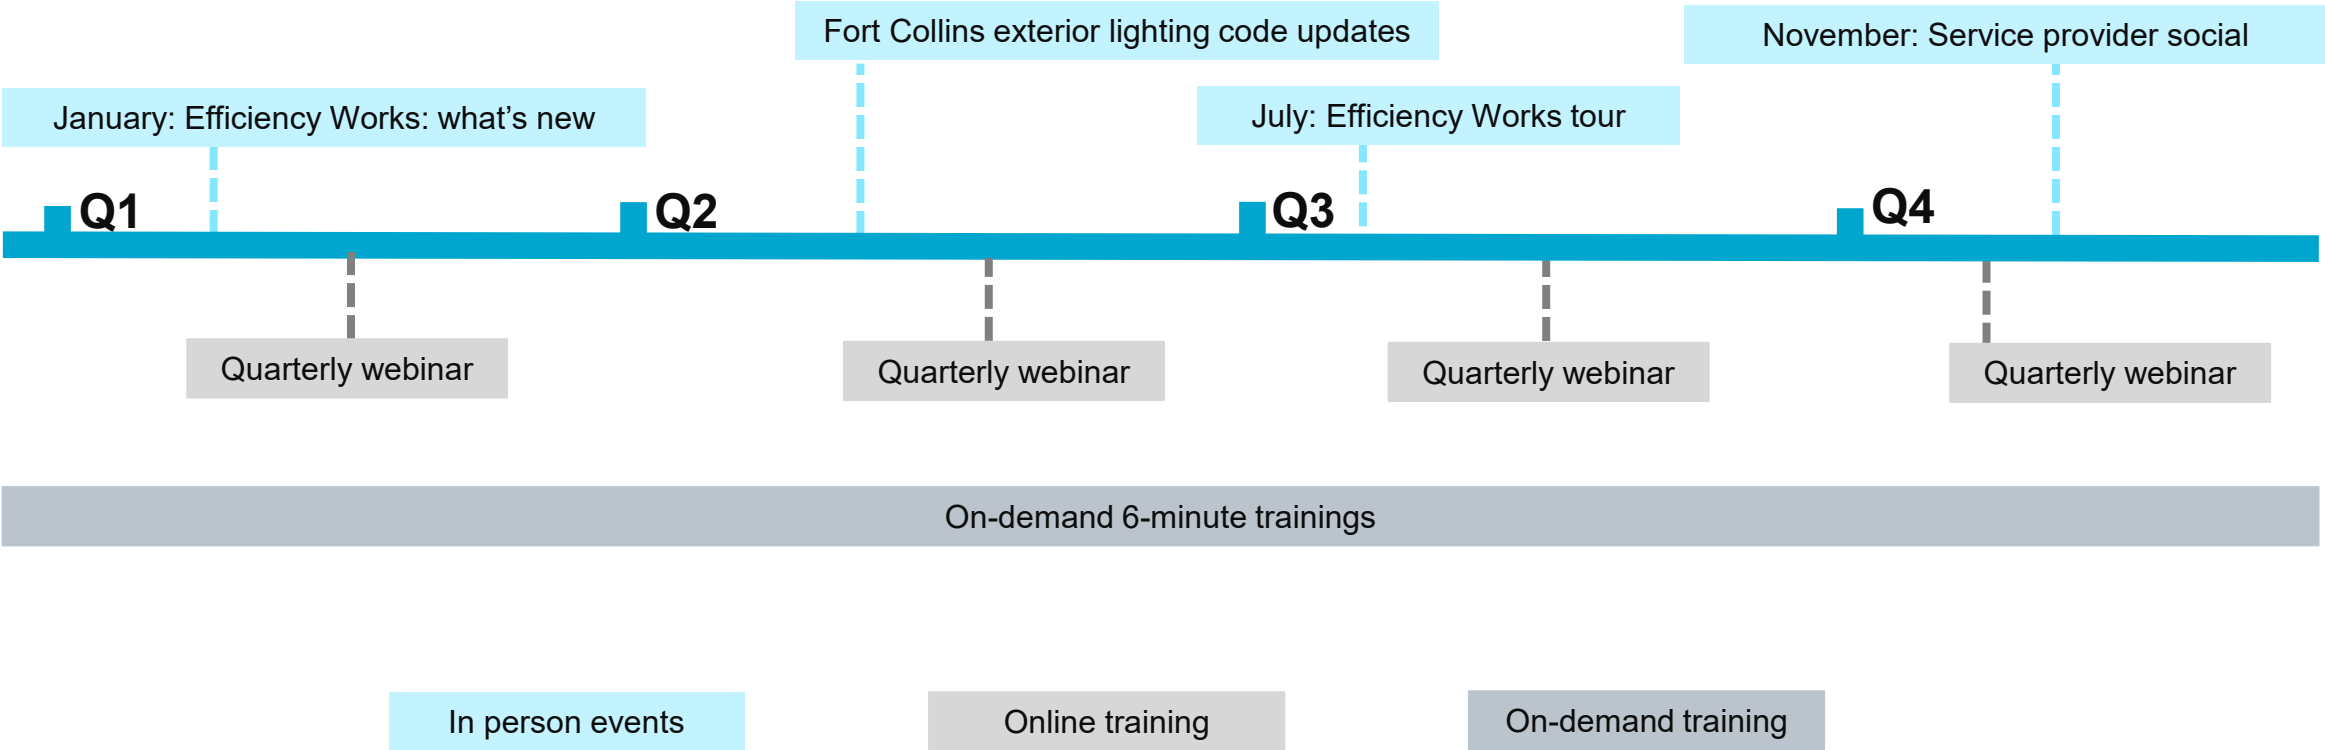 Fort Collins exterior lighting code updates
November: Service provider social
January: Efficiency Works: what’s new
July: Efficiency Works tour
Q1
Q2
Q3
Q4
Quarterly webinar
Quarterly webinar
Quarterly webinar
Quarterly webinar
On-demand 6-minute trainings
In person events
Online training
On-demand training